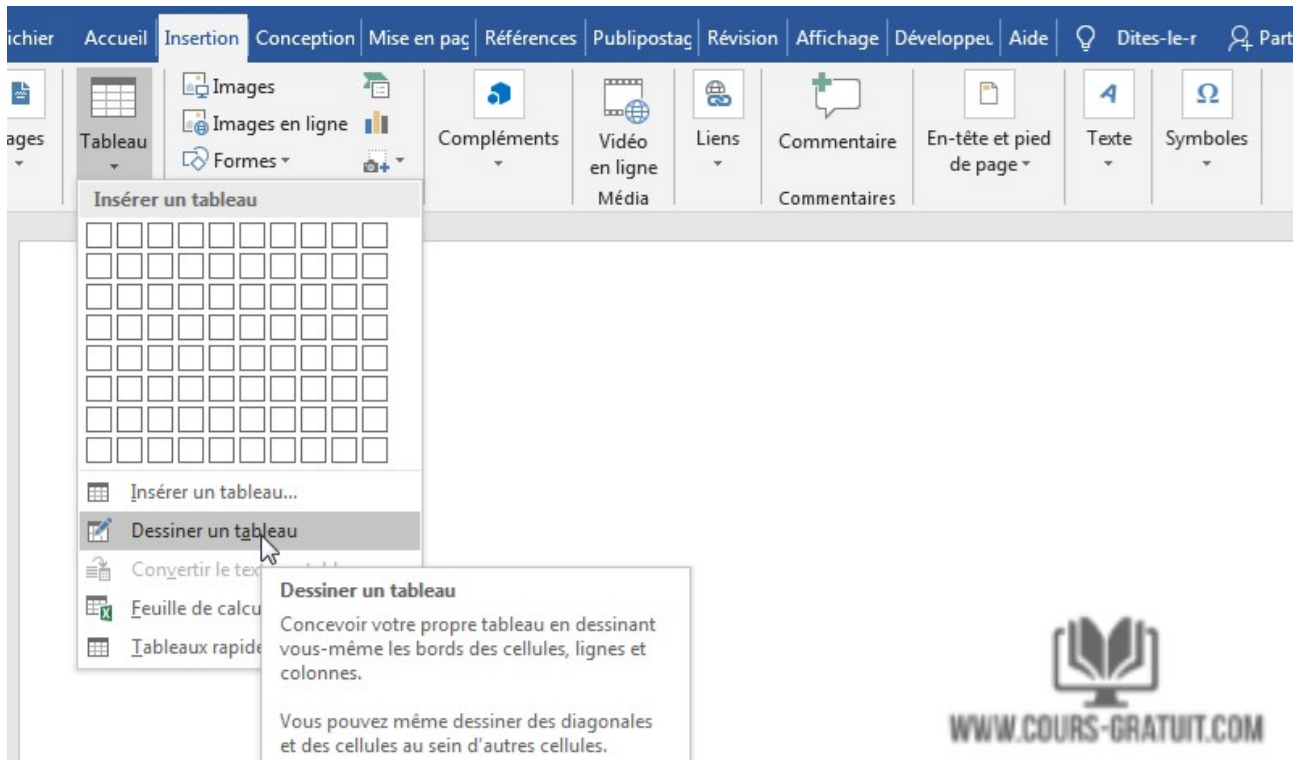 ichier Accueil Insertion Conception Mise en pag Références Publipostag Révision Affichage Développeu Aide Dites-le-r Part
ages
Tableau
Images
Images en ligne
Formes
Compléments
Vidéo
en ligne
Média
Liens
Commentaire
Commentaires
En-tête et pied
de page
Texte
Symboles
Insérer un tableau
Insérer un tableau...
Dessiner un tableau
Convertir le tex
Feuille de calcu
Tableaux rapide
Dessiner un tableau
Concevoir votre propre tableau en dessinant
vous-même les bords des cellules, lignes et
colonnes.
Vous pouvez même dessiner des diagonales
et des cellules au sein d'autres cellules.
WWW.COURS-GRATUIT.COM